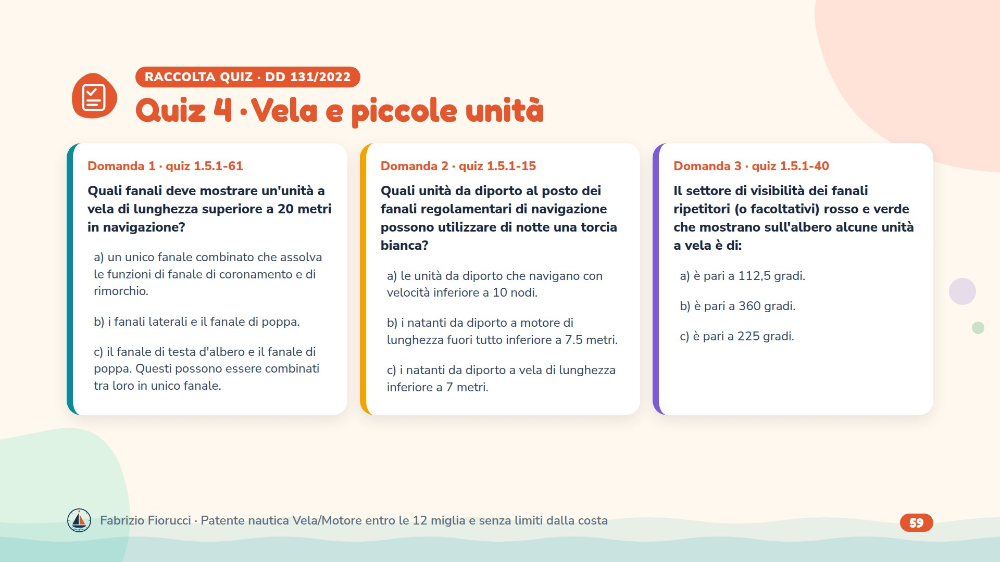 RACCOLTA QUIZ · DD 131/2022
Quiz 4 · Vela e piccole unità
Domanda 1 · quiz 1.5.1-61
Quali fanali deve mostrare un'unità a
vela di lunghezza superiore a 20 metri
in navigazione?
a) un unico fanale combinato che assolva
le funzioni di fanale di coronamento e di
rimorchio.
b) i fanali laterali e il fanale di poppa.
c) il fanale di testa d'albero e il fanale di
poppa. Questi possono essere combinati
tra loro in unico fanale.
Domanda 2 · quiz 1.5.1-15
Quali unità da diporto al posto dei
fanali regolamentari di navigazione
possono utilizzare di notte una torcia
bianca?
a) le unità da diporto che navigano con
velocità inferiore a 10 nodi.
b) i natanti da diporto a motore di
lunghezza fuori tutto inferiore a 7.5 metri.
c) i natanti da diporto a vela di lunghezza
inferiore a 7 metri.
Domanda 3 · quiz 1.5.1-40
Il settore di visibilità dei fanali
ripetitori (o facoltativi) rosso e verde
che mostrano sull'albero alcune unità
a vela è di:
a) è pari a 112,5 gradi.
b) è pari a 360 gradi.
c) è pari a 225 gradi.
Fabrizio Fiorucci · Patente nautica Vela/Motore entro le 12 miglia e senza limiti dalla costa
59